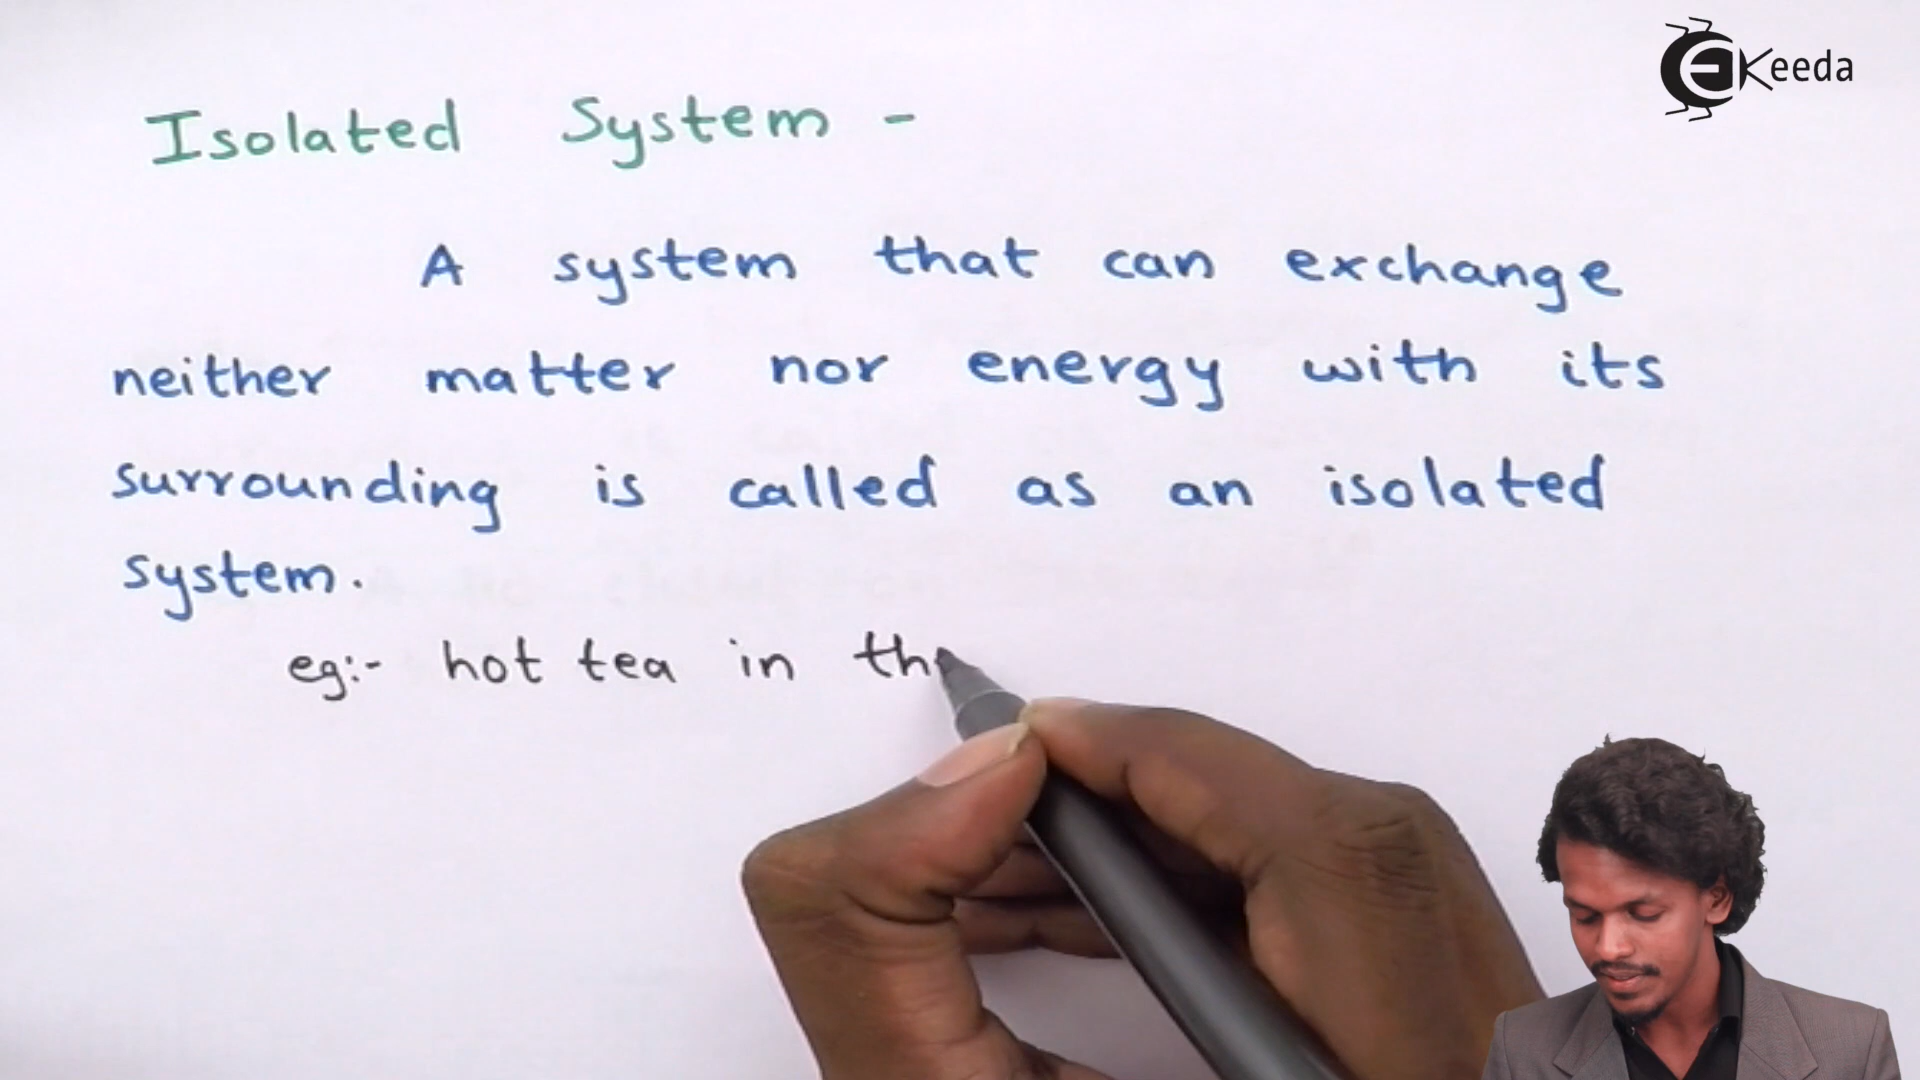 EKeeda
Isolated System -
A system that can exchange
neither matter nor energy with its
surrounding is called as an isolated
system.
eg:- hot tea in th